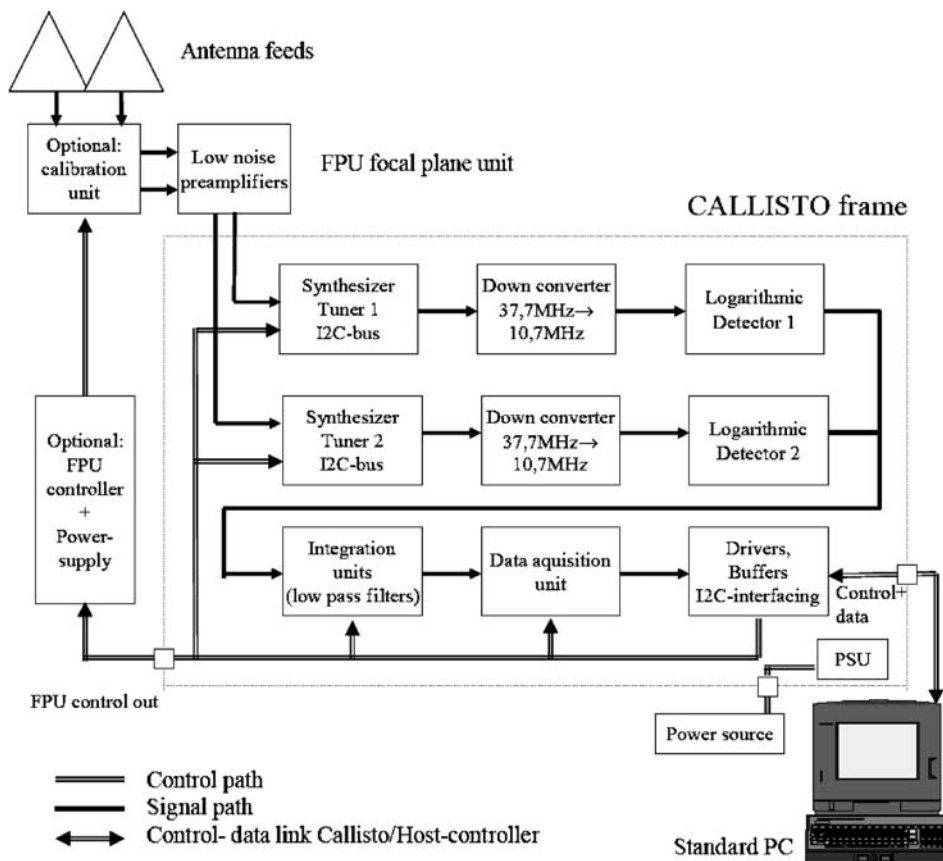 Antenna feeds
Optional:
calibration
unit
Low noise
preamplifiers
FPU focal plane unit
CALLISTO frame
Synthesizer
Tuner 1
I2C-bus
Down converter
37,7MHz→
10,7MHz
Logarithmic
Detector 1
Synthesizer
Tuner 2
I2C-bus
Down converter
37,7MHz→
10,7MHz
Logarithmic
Detector 2
Optional:
FPU
controller
+
Power-
supply
Integration
units
(low pass filters)
Data aquisition
unit
Drivers,
Buffers
I2C-interfacing
Control+
data
PSU
FPU control out
Power source
Control path
Signal path
Control- data link Callisto/Host-controller
Standard PC